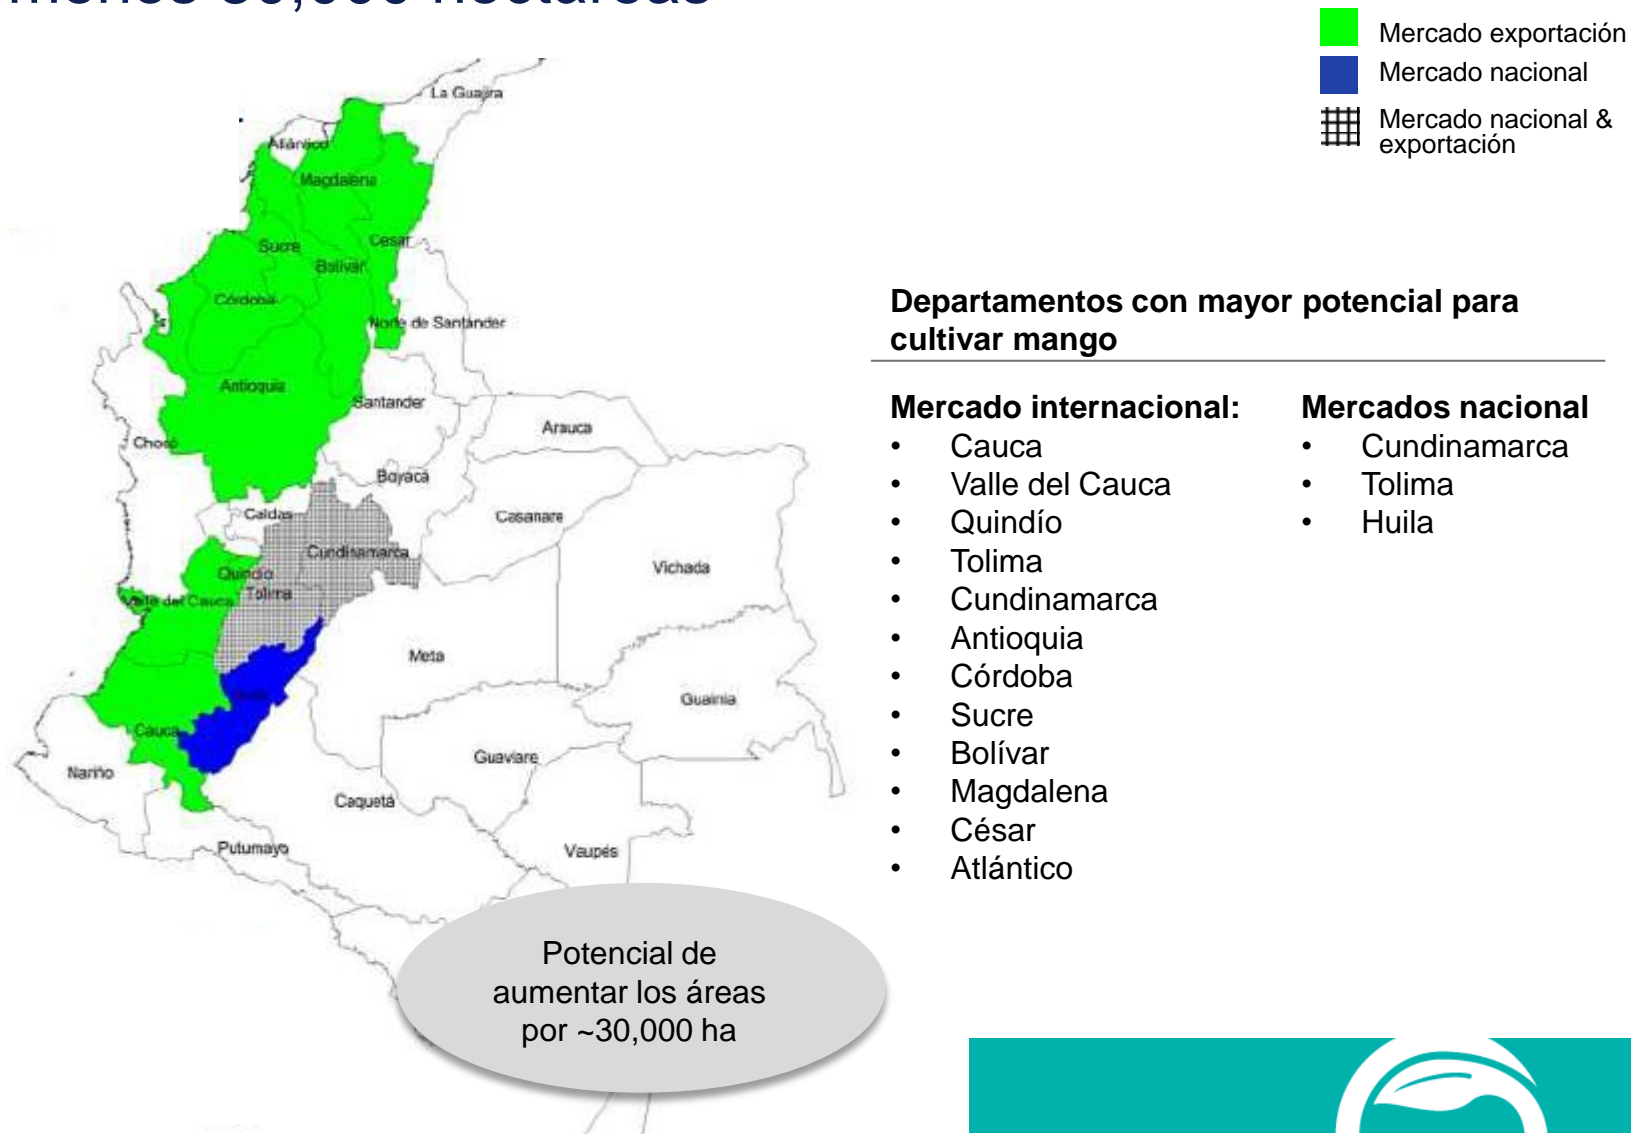 menos 30,000 hectáreas
Mercado exportación
Mercado nacional
Mercado nacional &
exportación
La Guajira
Atlántico
Magdalena
Cesar
Sucre
Bolívar
Córdoba
Norte de Santander
Antioquia
Santander
Arauca
Chocó
Boyacá
Caldas
Casanare
Cundinamarca
Quindío
Vichada
Tolima
Valle del Cauca
Meta
Huila
Guainía
Cauca
Guaviare
Nariño
Caquetá
Putumayo
Vaupés
Potencial de
aumentar los áreas
por ~30,000 ha
Departamentos con mayor potencial para
cultivar mango
Mercado internacional:
• Cauca
• Valle del Cauca
• Quindío
• Tolima
• Cundinamarca
• Antioquia
• Córdoba
• Sucre
• Bolívar
• Magdalena
• César
• Atlántico
Mercados nacional
• Cundinamarca
• Tolima
• Huila